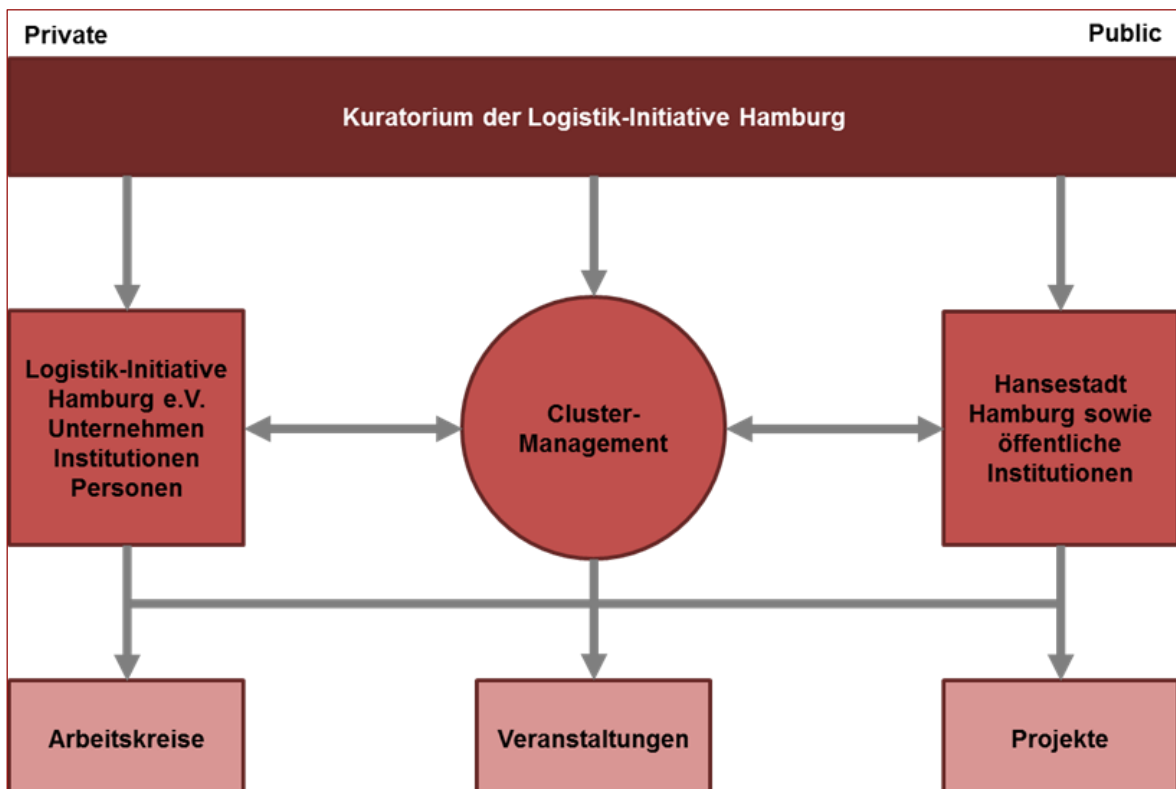 Private
Public
Kuratorium der Logistik-Initiative Hamburg
Logistik-Initiative
Hamburg e.V.
Unternehmen
Institutionen
Personen
Cluster-
Management
Hansestadt
Hamburg sowie
öffentliche
Institutionen
Arbeitskreise
Veranstaltungen
Projekte